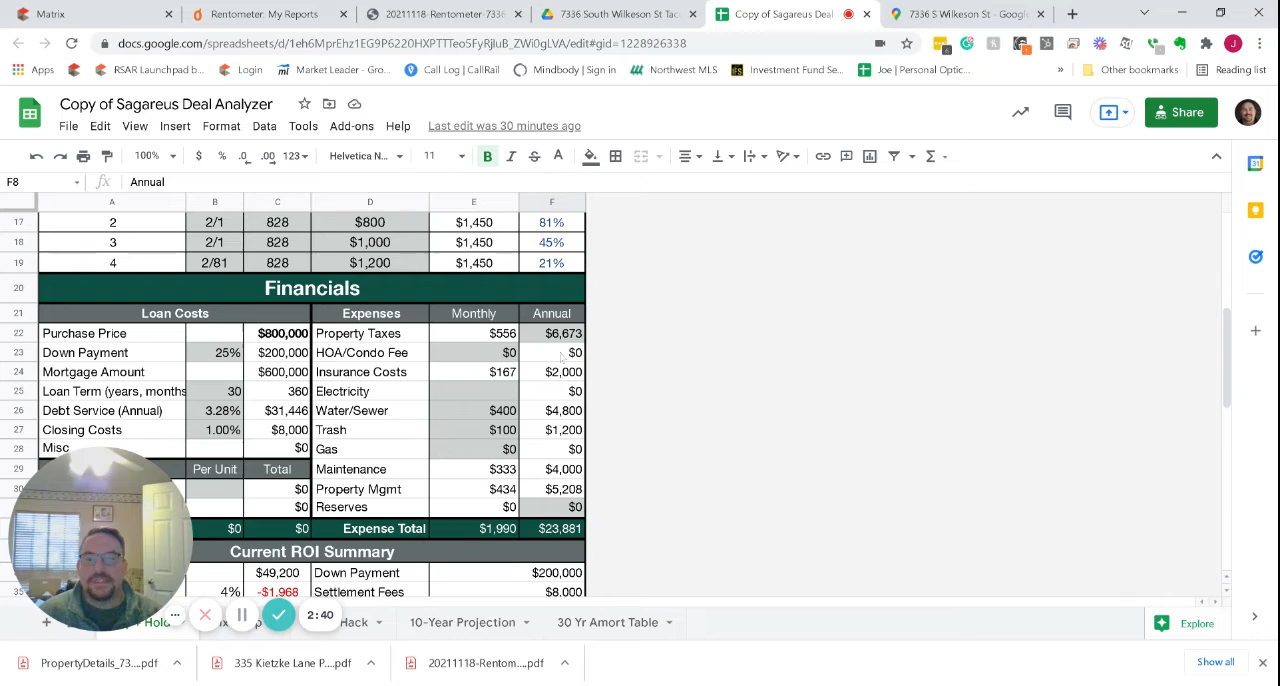 Matrix Rentometer: My Reports 20211118-Rentometer-7336 7336 South Wilkeson St Tac Copy of Sagareus Deal 7336 S Wilkeson St - Google
docs.google.com/spreadsheets/d/
Apps RSAR Launchpad b... Login Market Leader - Gro... Call Log | CallRail Mindbody | Sign in Northwest MLS Investment Fund Se... Joe | Personal Optic... » Other bookmarks Reading list
Copy of Sagareus Deal Analyzer
Share
File Edit View Insert Format Data Tools Add-ons Help Last edit was 30 minutes ago
100% $ % .0 .00 123 Helvetica N... 11 B I S A Σ
F8 fx Annual
A B C D E F
17 2 2/1 828 $800 $1,450 81%
18 3 2/1 828 $1,000 $1,450 45%
19 4 2/81 828 $1,200 $1,450 21%
20 Financials
21 Loan Costs Expenses Monthly Annual
22 Purchase Price $800,000 Property Taxes $556 $6,673
23 Down Payment 25% $200,000 HOA/Condo Fee $0 $0
24 Mortgage Amount $600,000 Insurance Costs $167 $2,000
25 Loan Term (years, months 30 360 Electricity $0
26 Debt Service (Annual) 3.28% $31,446 Water/Sewer $400 $4,800
27 Closing Costs 1.00% $8,000 Trash $100 $1,200
28 Misc $0 Gas $0 $0
29 Per Unit Total Maintenance $333 $4,000
30 $0 Property Mgmt $434 $5,208
$0 Reserves $0 $0
$0 $0 Expense Total $1,990 $23,881
Current ROI Summary
$49,200 Down Payment $200,000
35 4% -$1,968 Settlement Fees $8,000
2:40
+ Hold Hack 10-Year Projection 30 Yr Amort Table Explore
PropertyDetails_73....pdf 335 Kietzke Lane P....pdf 20211118-Rentom....pdf Show all